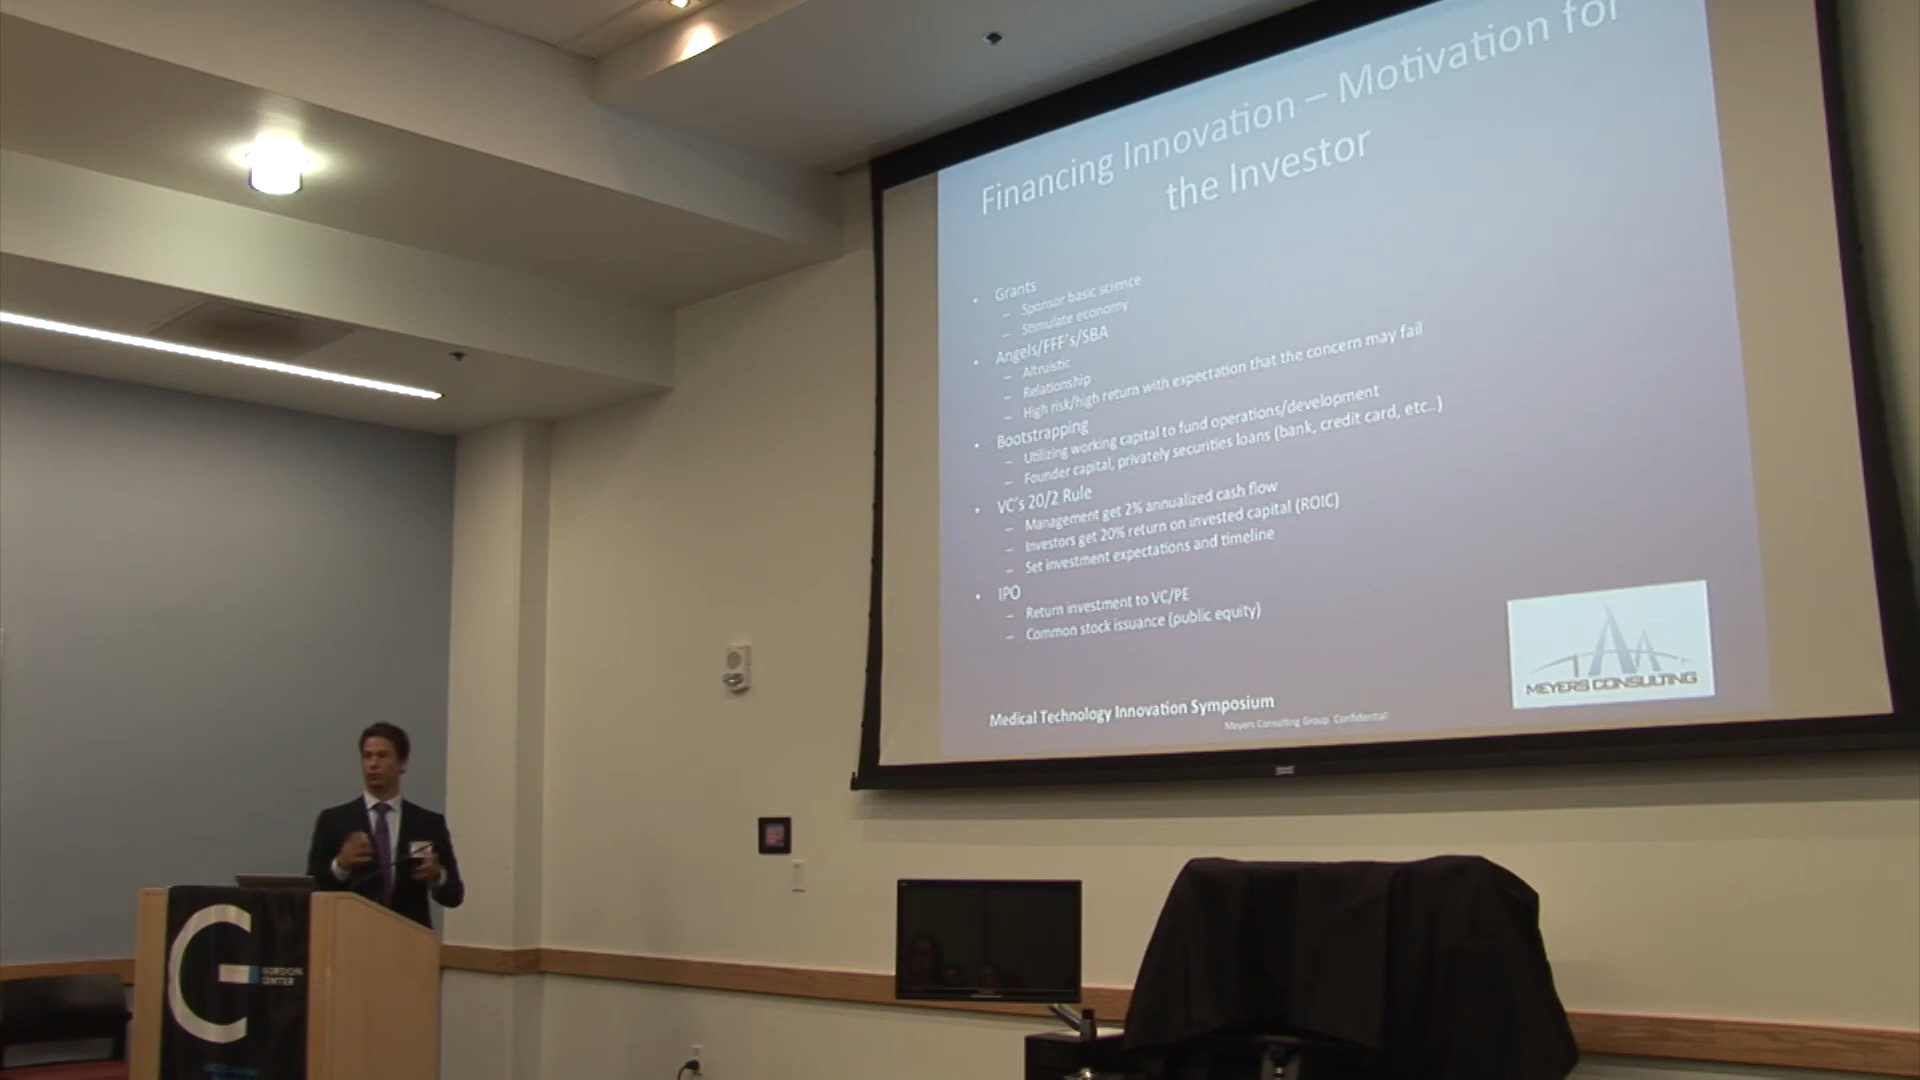 Financing Innovation – Motivation for
the Investor
• Grants
– Sponsor basic science
– Stimulate economy
• Angels/FFF's/SBA
– Altruistic
– Relationship
– High risk/high return with expectation that the concern may fail
• Bootstrapping
– Utilizing working capital to fund operations/development
– Founder capital, privately securities loans (bank, credit card, etc..)
• VC's 20/2 Rule
– Management get 2% annualized cash flow
– Investors get 20% return on invested capital (ROIC)
– Set investment expectations and timeline
• IPO
– Return investment to VC/PE
– Common stock issuance (public equity)
MEYERS CONSULTING
Medical Technology Innovation Symposium
Meyers Consulting Group Confidential
G
GORDON
CENTER